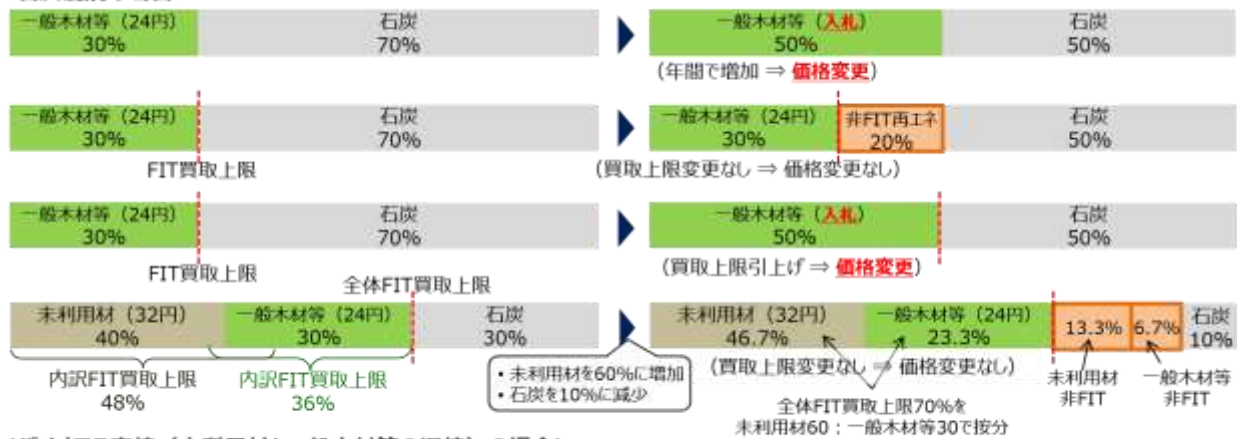 一般木材等（24円）
30%
石炭
70%
一般木材等（入札）
50%
石炭
50%
（年間で増加 ⇒ 価格変更）
一般木材等（24円）
30%
石炭
70%
一般木材等（24円）
30%
非FIT再エネ
20%
石炭
50%
FIT買取上限
（買取上限変更なし ⇒ 価格変更なし）
一般木材等（24円）
30%
石炭
70%
一般木材等（入札）
50%
石炭
50%
FIT買取上限
（買取上限引上げ ⇒ 価格変更）
全体FIT買取上限
未利用材（32円）
40%
一般木材等（24円）
30%
石炭
30%
未利用材（32円）
46.7%
一般木材等（24円）
23.3%
13.3%
6.7%
石炭
10%
内訳FIT買取上限
48%
内訳FIT買取上限
36%
・未利用材を60%に増加
・石炭を10%に減少
（買取上限変更なし ⇒ 価格変更なし）
全体FIT買取上限70%を
未利用材60：一般木材等30で按分
未利用材
非FIT
一般木材等
非FIT